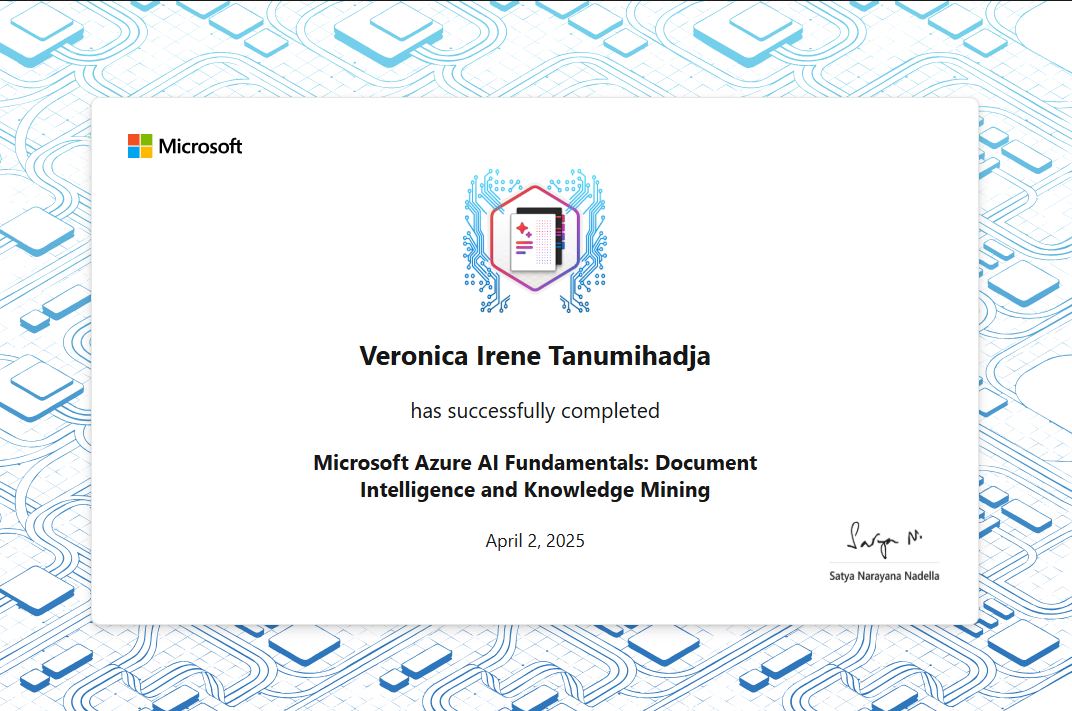 Microsoft
Veronica Irene Tanumihadja
has successfully completed
Microsoft Azure AI Fundamentals: Document
Intelligence and Knowledge Mining
April 2, 2025
Satya N.
Satya Narayana Nadella